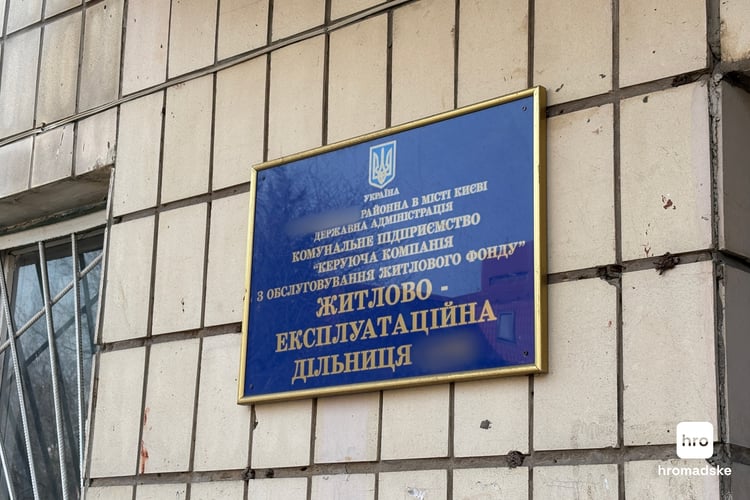 УКРАЇНА
РАЙОННА В МІСТІ КИЄВІ
ДЕРЖАВНА АДМІНІСТРАЦІЯ
КОМУНАЛЬНЕ ПІДПРИЄМСТВО
"КЕРУЮЧА КОМПАНІЯ
З ОБСЛУГОВУВАННЯ ЖИТЛОВОГО ФОНДУ"
ЖИТЛОВО -
ЕКСПЛУАТАЦІЙНА
ДІЛЬНИЦЯ
hro
hromadske